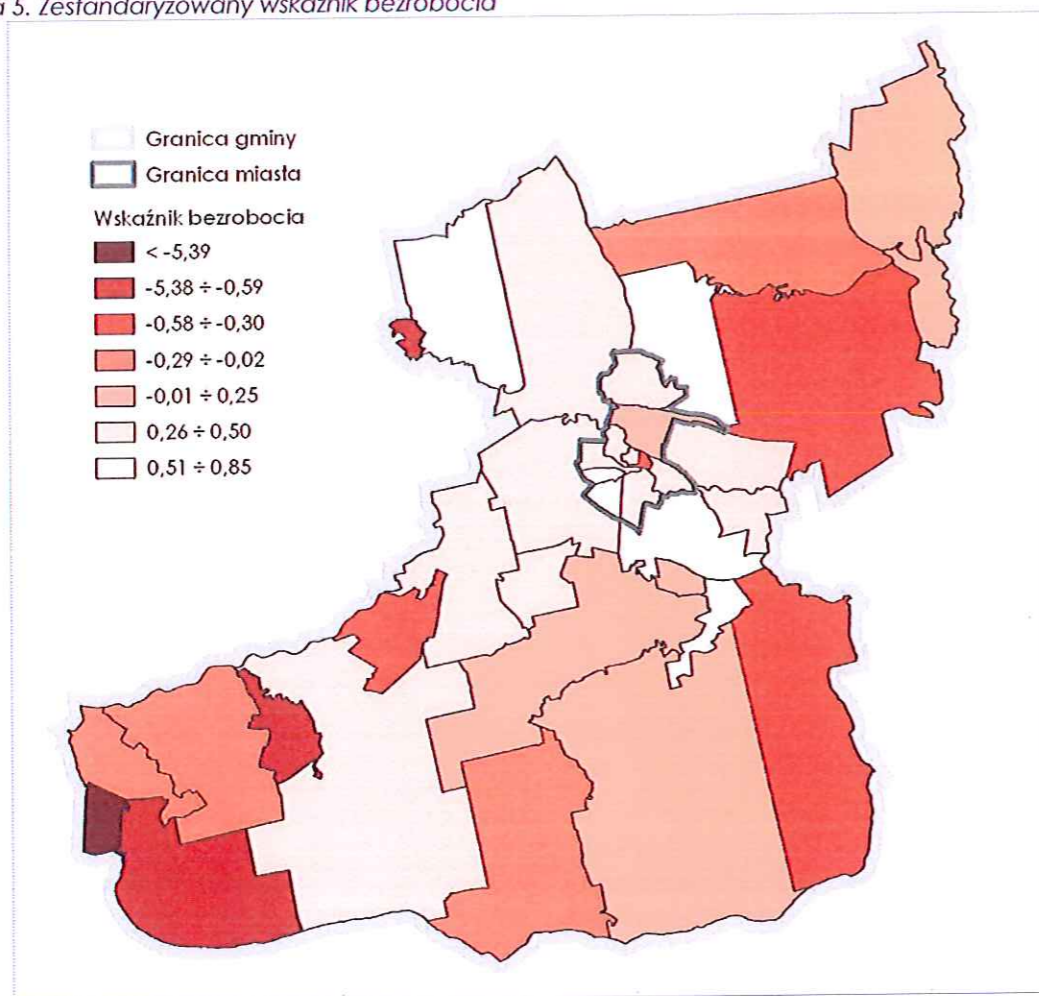 5. Zestandaryzowany wskaźnik bezrobocia
Granica gminy
Granica miasta
Wskaźnik bezrobocia
< -5,39
-5,38 ÷ -0,59
-0,58 ÷ -0,30
-0,29 ÷ -0,02
-0,01 ÷ 0,25
0,26 ÷ 0,50
0,51 ÷ 0,85